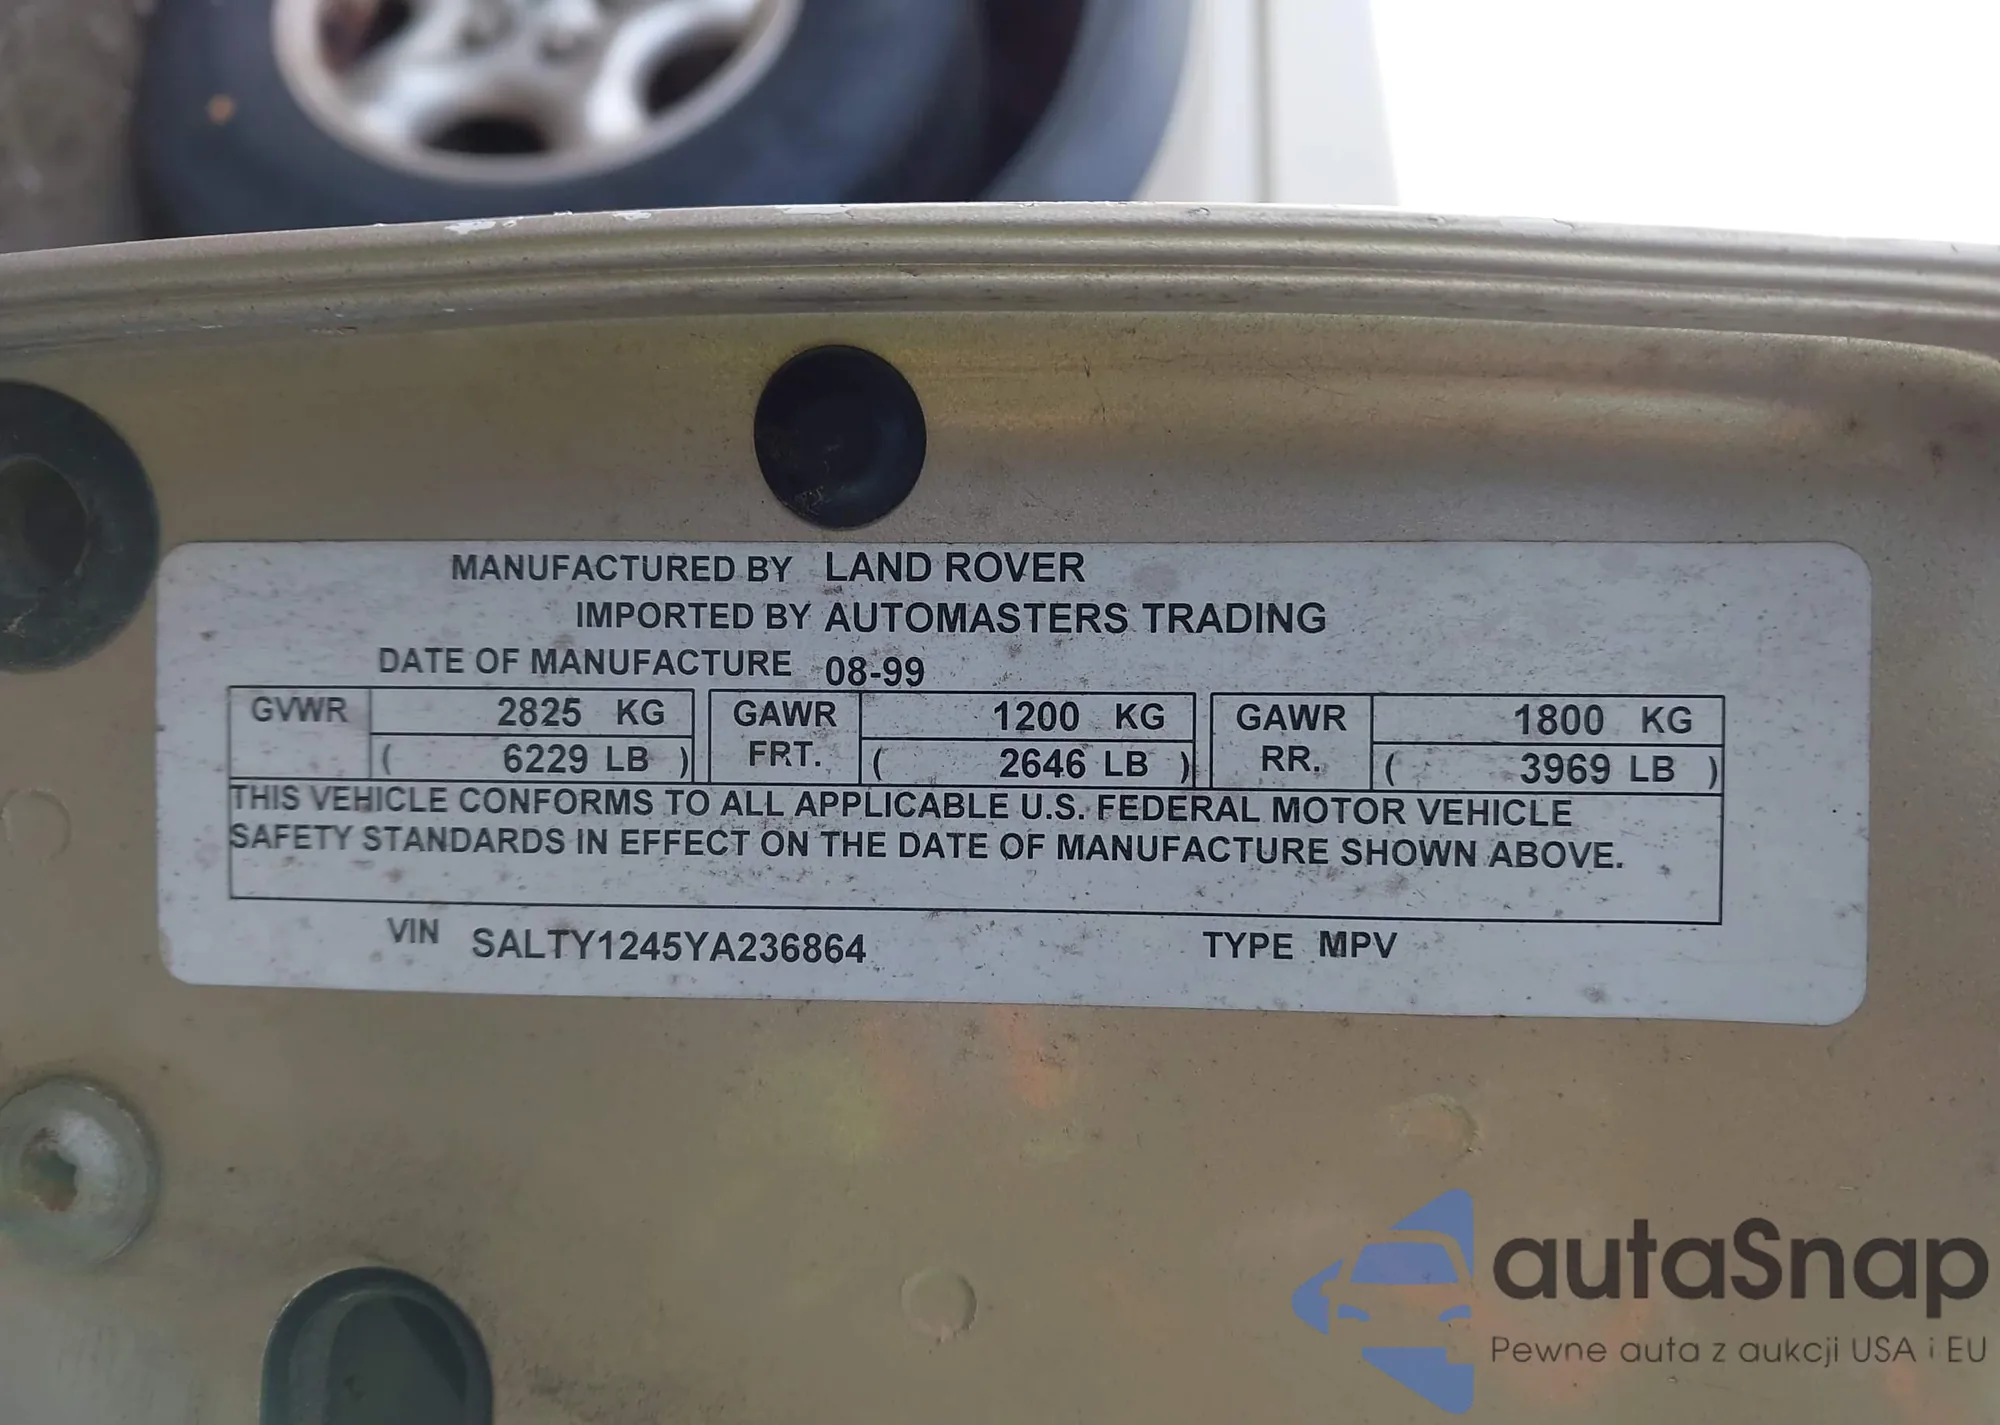 MANUFACTURED BY LAND ROVER
IMPORTED BY AUTOMASTERS TRADING
DATE OF MANUFACTURE 08-99
GVWR 2825 KG GAWR 1200 KG GAWR 1800 KG
( 6229 LB ) FRT. ( 2646 LB ) RR. ( 3969 LB )
THIS VEHICLE CONFORMS TO ALL APPLICABLE U.S. FEDERAL MOTOR VEHICLE
SAFETY STANDARDS IN EFFECT ON THE DATE OF MANUFACTURE SHOWN ABOVE.
VIN SALTY1245YA236864 TYPE MPV
autaSnap
Pewne auta z aukcji USA i EU